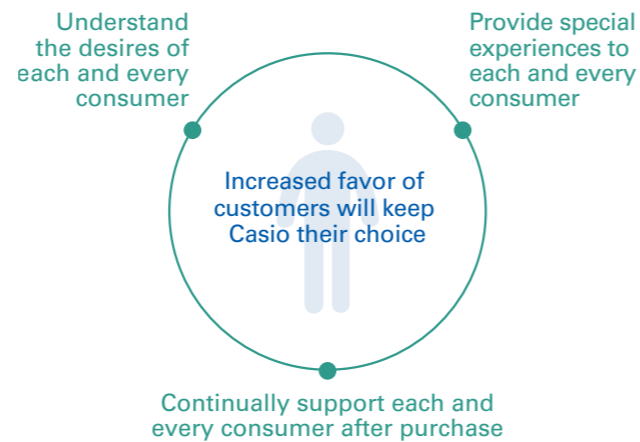 Understand
the desires of
each and every
consumer
Provide special
experiences to
each and every
consumer
Increased favor of
customers will keep
Casio their choice
Continually support each and
every consumer after purchase